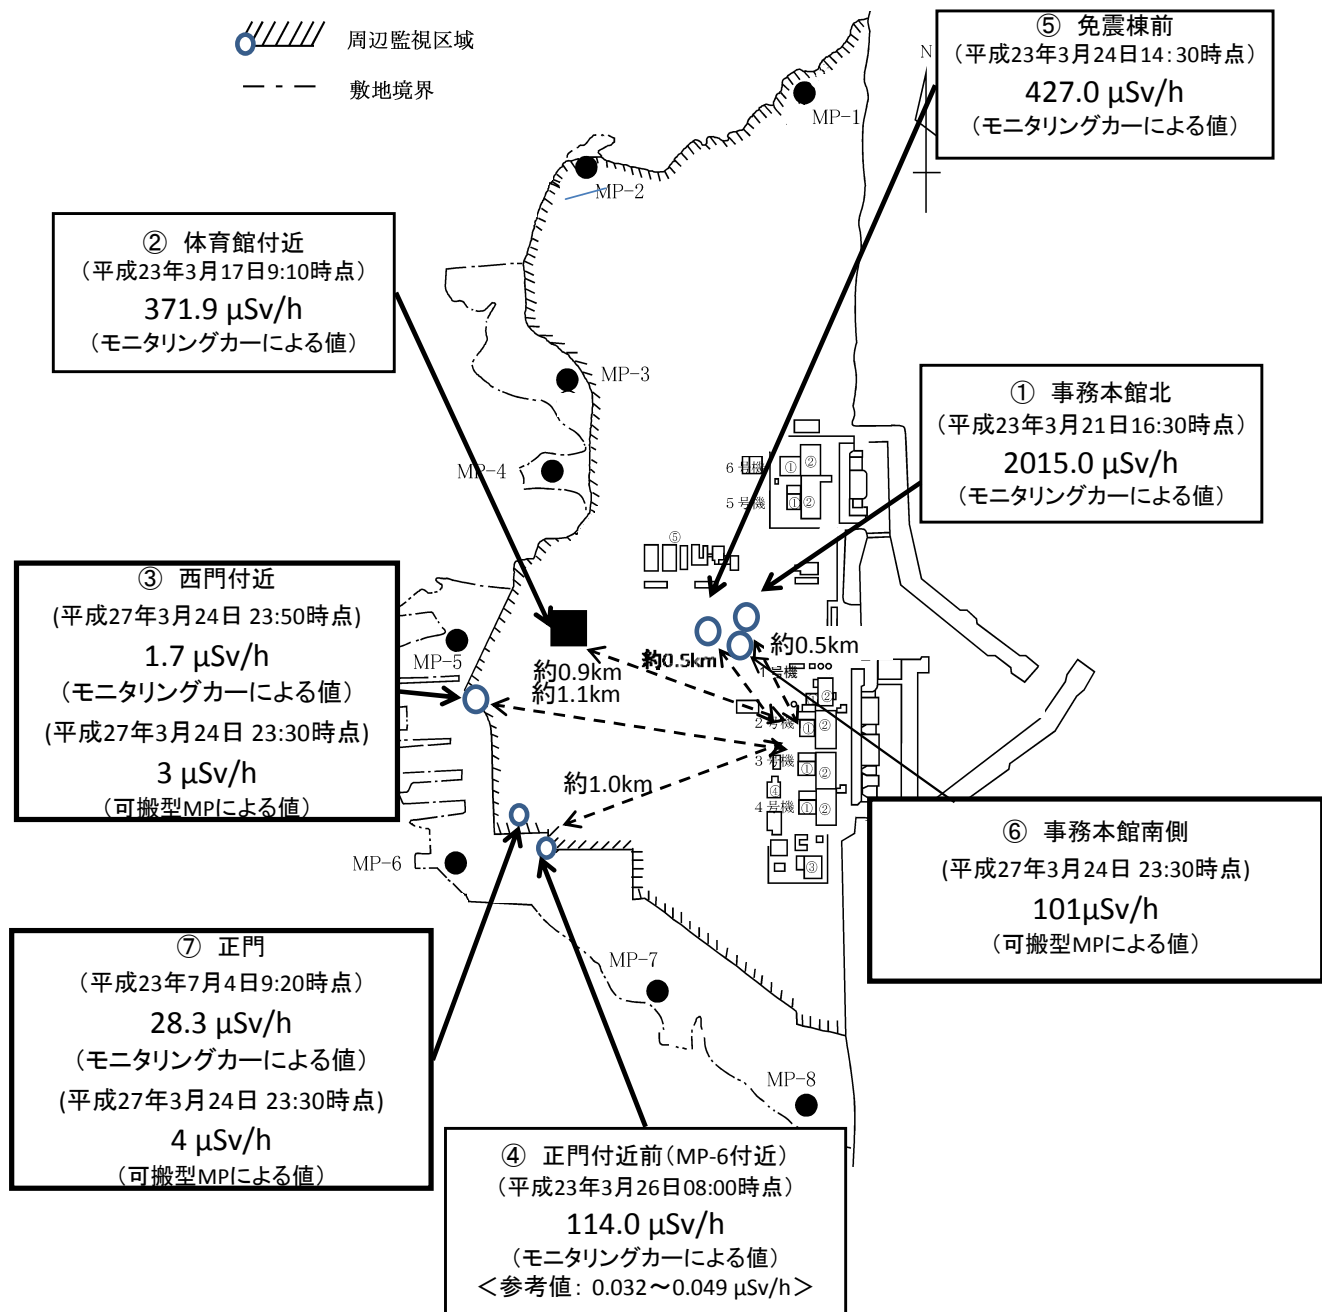 周辺監視区域
敷地境界
⑤ 免震棟前
（平成23年3月24日14:30時点）
427.0 µSv/h
（モニタリングカーによる値）
N
MP-1
MP-2
② 体育館付近
（平成23年3月17日9:10時点）
371.9 µSv/h
（モニタリングカーによる値）
MP-3
① 事務本館北
（平成23年3月21日16:30時点）
2015.0 µSv/h
（モニタリングカーによる値）
MP-4
６号機
① ②
５号機
① ②
⑤
③ 西門付近
(平成27年3月24日 23:50時点)
1.7 µSv/h
（モニタリングカーによる値）
(平成27年3月24日 23:30時点)
3 µSv/h
（可搬型MPによる値）
MP-5
約0.5km
約0.5km
約0.9km
約1.1km
１号機
②
２号機
① ②
３号機
① ②
④
４号機
① ②
③
約1.0km
MP-6
⑥ 事務本館南側
(平成27年3月24日 23:30時点)
101µSv/h
（可搬型MPによる値）
⑦ 正門
（平成23年7月4日9:20時点）
28.3 µSv/h
（モニタリングカーによる値）
(平成27年3月24日 23:30時点)
4 µSv/h
（可搬型MPによる値）
MP-7
MP-8
④ 正門付近前（MP-6付近）
（平成23年3月26日08:00時点）
114.0 µSv/h
（モニタリングカーによる値）
＜参考値： 0.032～0.049 µSv/h＞